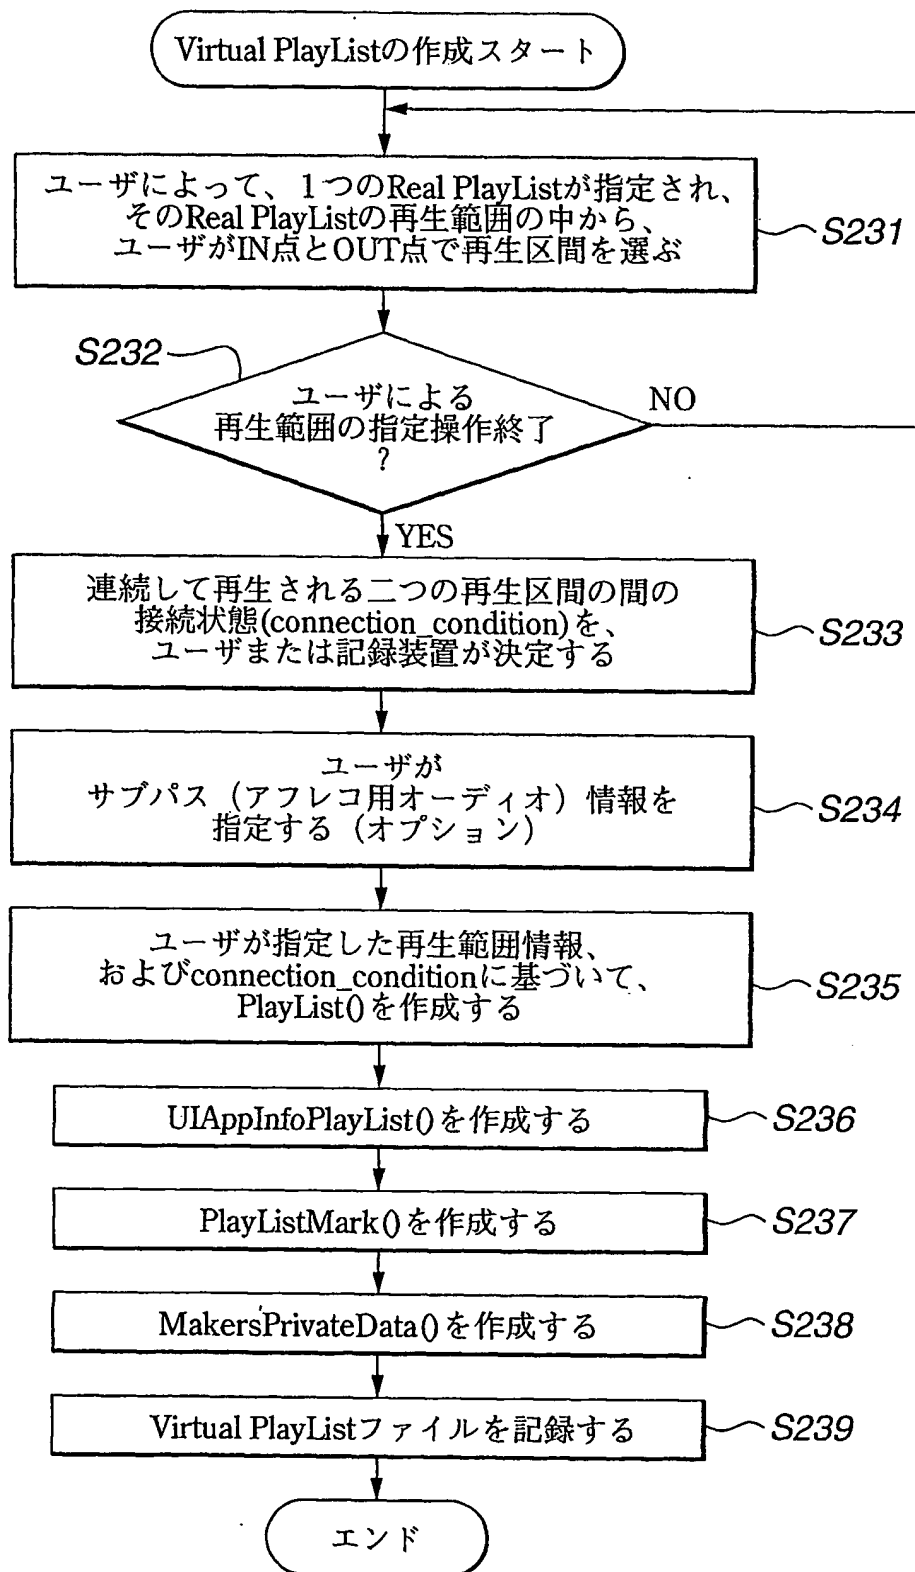 Virtual PlayListの作成スタート
ユーザによって、１つのReal PlayListが指定され、
そのReal PlayListの再生範囲の中から、
ユーザがIN点とOUT点で再生区間を選ぶ
S231
S232
ユーザによる
再生範囲の指定操作終了
?
NO
YES
連続して再生される二つの再生区間の間の
接続状態(connection_condition)を、
ユーザまたは記録装置が決定する
S233
ユーザが
サブパス（アフレコ用オーディオ）情報を
指定する（オプション）
S234
ユーザが指定した再生範囲情報、
およびconnection_conditionに基づいて、
PlayList()を作成する
S235
UIAppInfoPlayList()を作成する
S236
PlayListMark()を作成する
S237
MakersPrivateData()を作成する
S238
Virtual PlayListファイルを記録する
S239
エンド